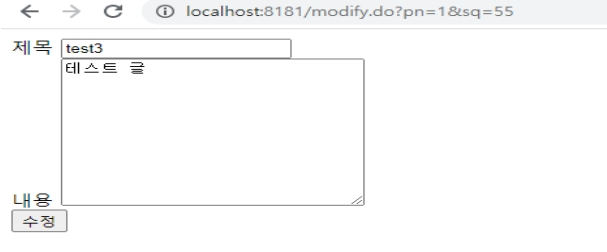 localhost:8181/modify.do?pn=1&sq=55
제목 test3
테스트 글
내용
수정